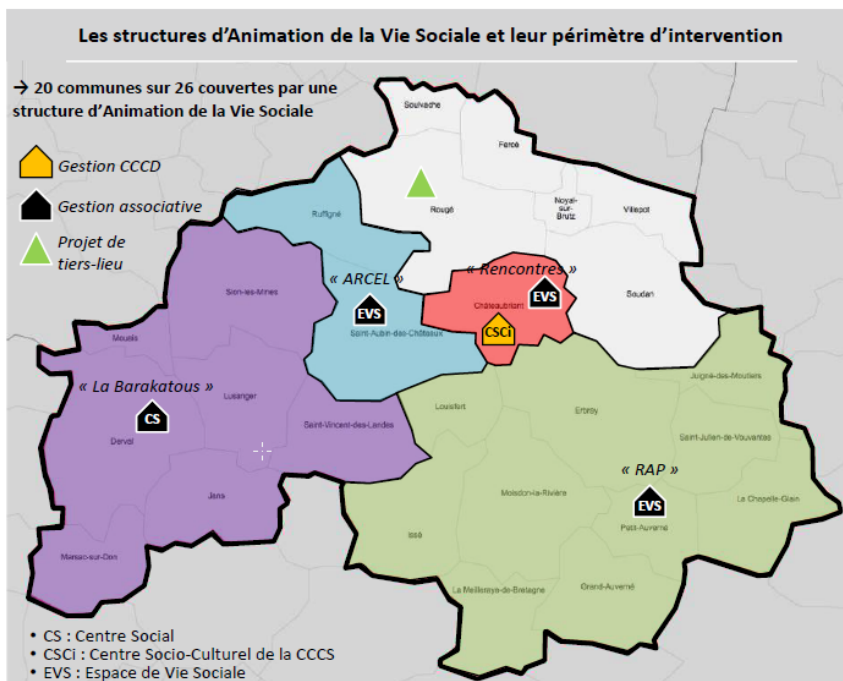 Les structures d'Animation de la Vie Sociale et leur périmètre d'intervention
→ 20 communes sur 26 couvertes par une
structure d'Animation de la Vie Sociale
Gestion CCCD
Gestion associative
Projet de
tiers-lieu
Soulvache
Fercé
Rougé
Noyal-
sur-
Brutz
Villepot
Ruffigné
« ARCEL »
« Rencontres »
Soudan
Sion-les-Mines
EVS
Châteaubriant
EVS
CSCi
Saint-Aubin-des-Châteaux
Mouais
« La Barakatous »
Lusanger
CS
Derval
Saint-Vincent-des-Landes
Louisfert
Erbray
Juigné-des-Moutiers
Saint-Julien-de-Vouvantes
« RAP »
Jans
Moisdon-la-Rivière
EVS
La Chapelle-Glain
Petit-Auverné
Issé
Marsac-sur-Don
La Meilleraye-de-Bretagne
Grand-Auverné
• CS : Centre Social
• CSCi : Centre Socio-Culturel de la CCCS
• EVS : Espace de Vie Sociale